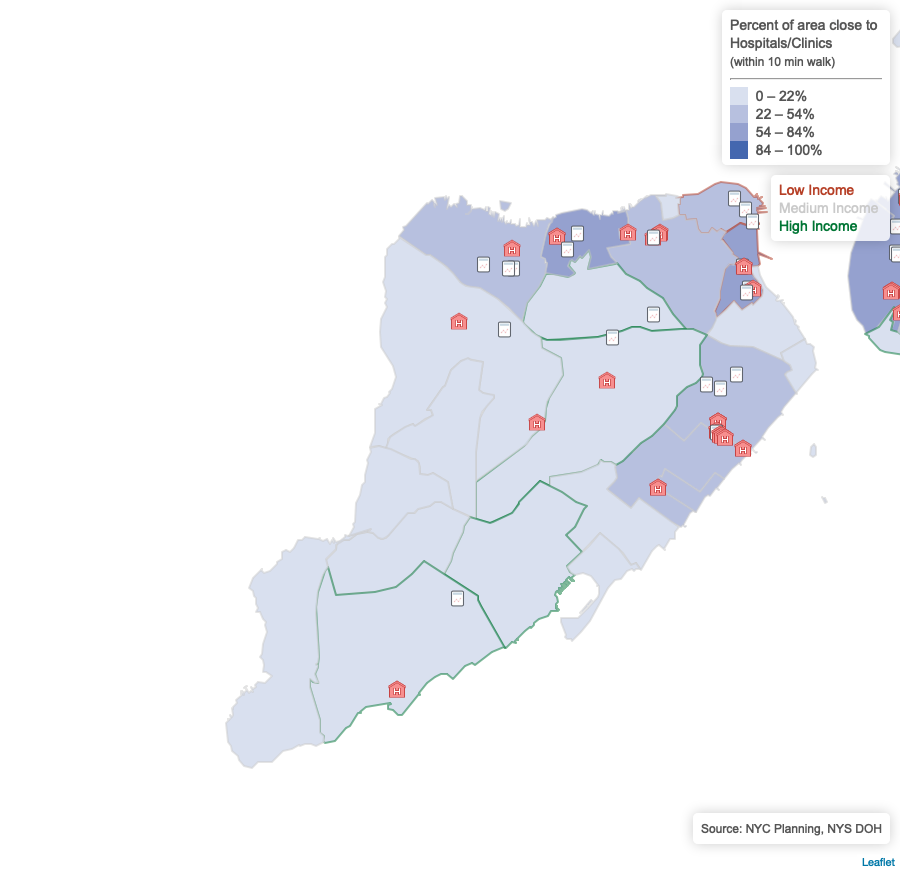 Percent of area close to
Hospitals/Clinics
(within 10 min walk)
0 – 22%
22 – 54%
54 – 84%
84 – 100%
Low Income
Medium Income
High Income
Source: NYC Planning, NYS DOH
Leaflet